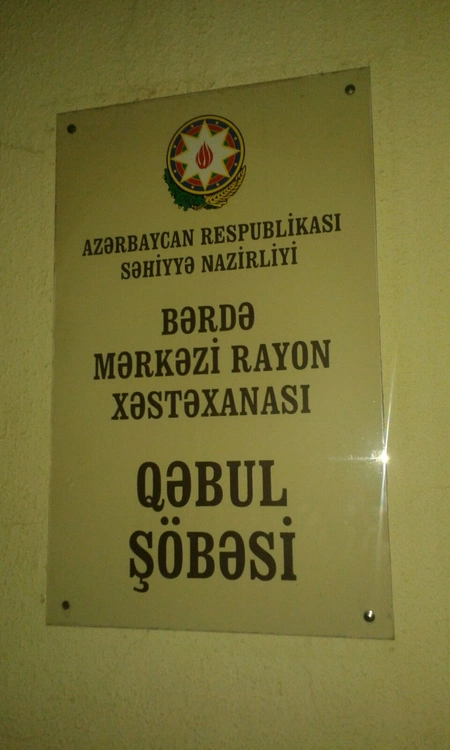 AZƏRBAYCAN RESPUBLİKASI
SƏHİYYƏ NAZİRLİYİ
BƏRDƏ
MƏRKƏZİ RAYON
XƏSTƏXANASI
QƏBUL
ŞÖBƏSİ